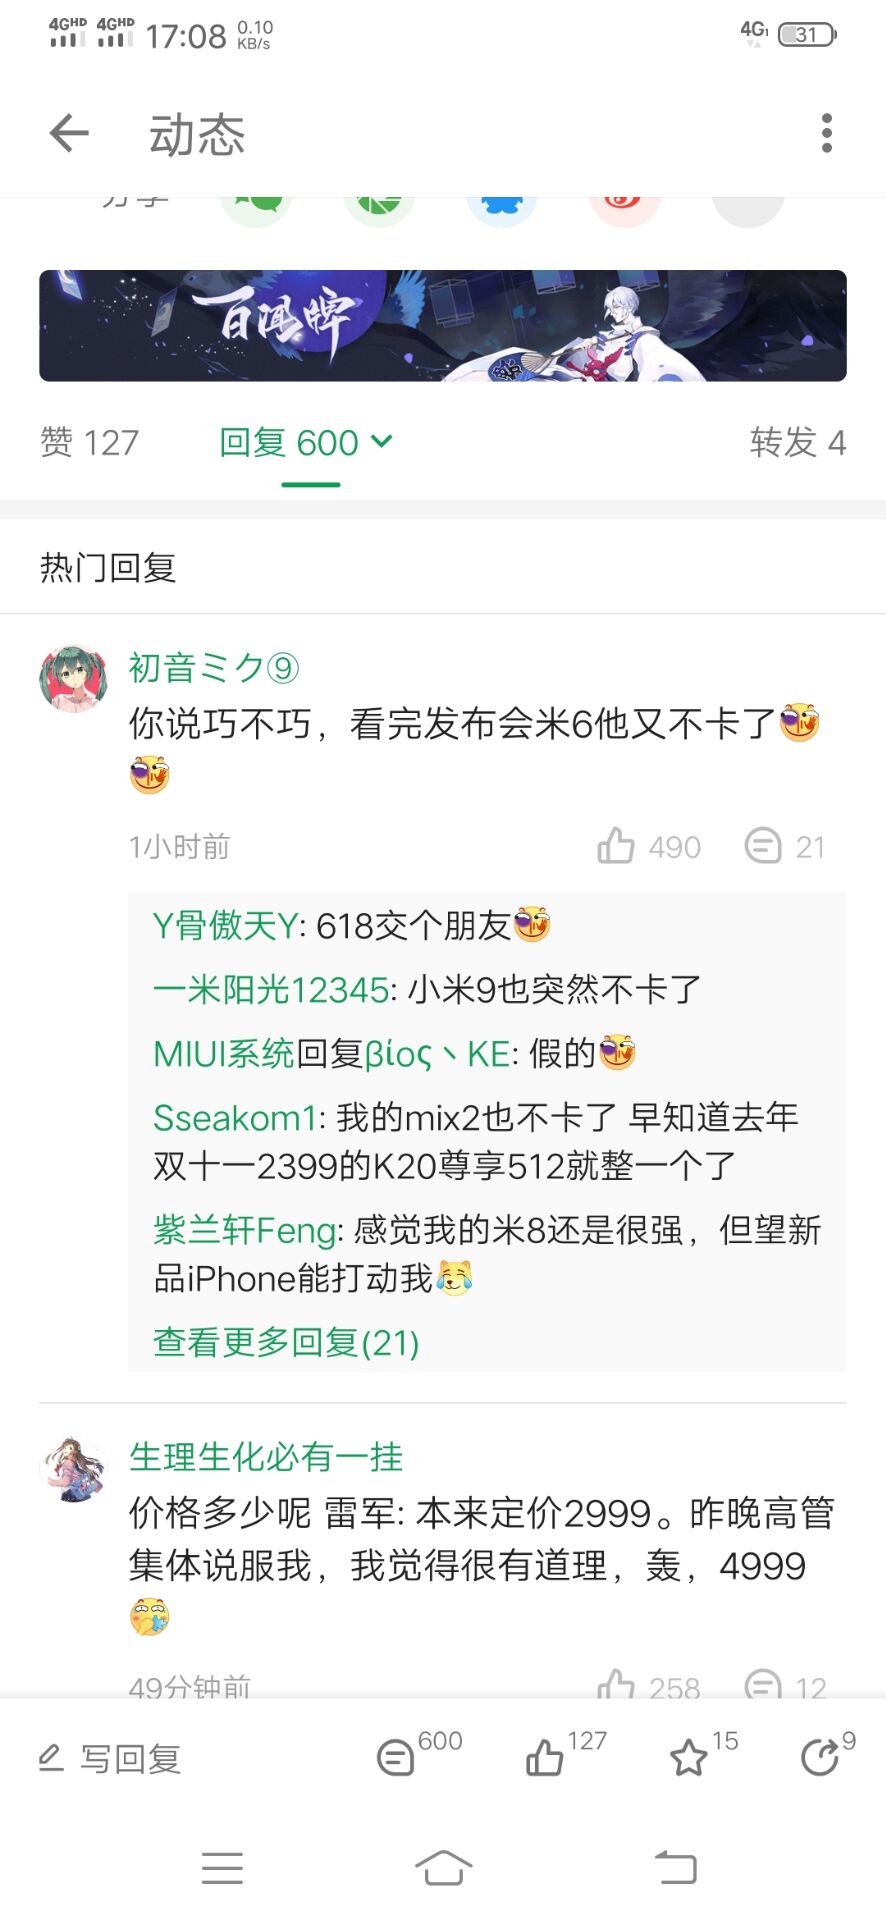 4GHD 4GHD 17:08 0.10 KB/s 4G 31
动态
分享
百闻牌
赞 127 回复 600 转发 4
热门回复
初音ミク⑨
你说巧不巧，看完发布会米6他又不卡了
1小时前 490 21
Y骨傲天Y: 618交个朋友
一米阳光12345: 小米9也突然不卡了
MIUI系统回复βίος丶KE: 假的
Sseakom1: 我的mix2也不卡了 早知道去年
双十一2399的K20尊享512就整一个了
紫兰轩Feng: 感觉我的米8还是很强，但望新
品iPhone能打动我
查看更多回复(21)
生理生化必有一挂
价格多少呢 雷军: 本来定价2999。昨晚高管
集体说服我，我觉得很有道理，轰，4999
49分钟前 258 12
写回复 600 127 15 9